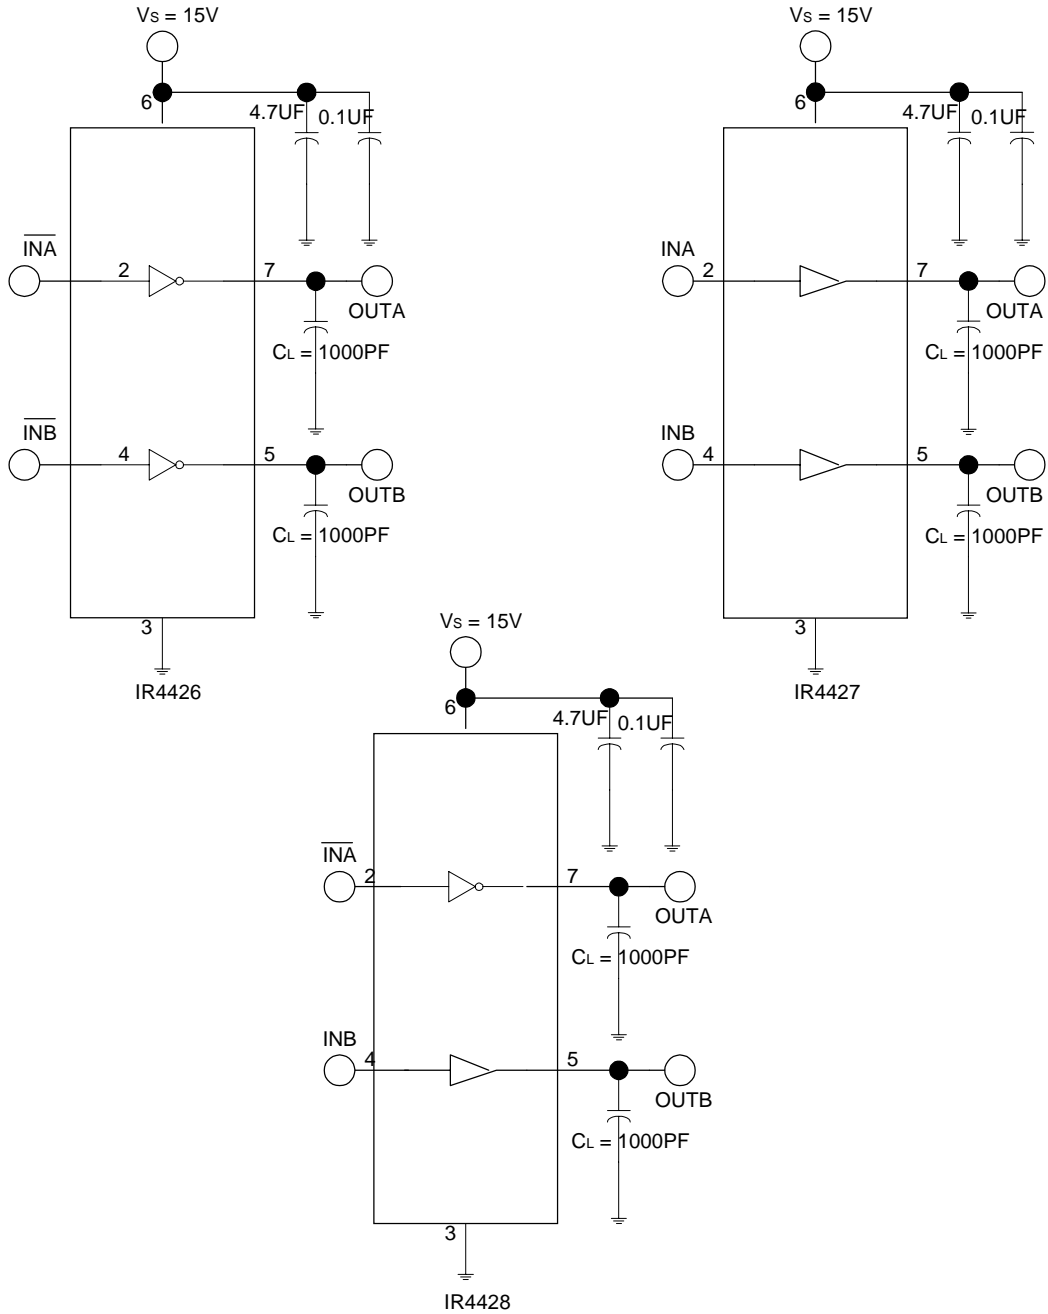 Vs = 15V
6
4.7UF
0.1UF
INA
2
7
OUTA
CL = 1000PF
INB
4
5
OUTB
CL = 1000PF
3
IR4426
Vs = 15V
6
4.7UF
0.1UF
INA
2
7
OUTA
CL = 1000PF
INB
4
5
OUTB
CL = 1000PF
3
IR4427
Vs = 15V
6
4.7UF
0.1UF
INA
2
7
OUTA
CL = 1000PF
INB
4
5
OUTB
CL = 1000PF
3
IR4428